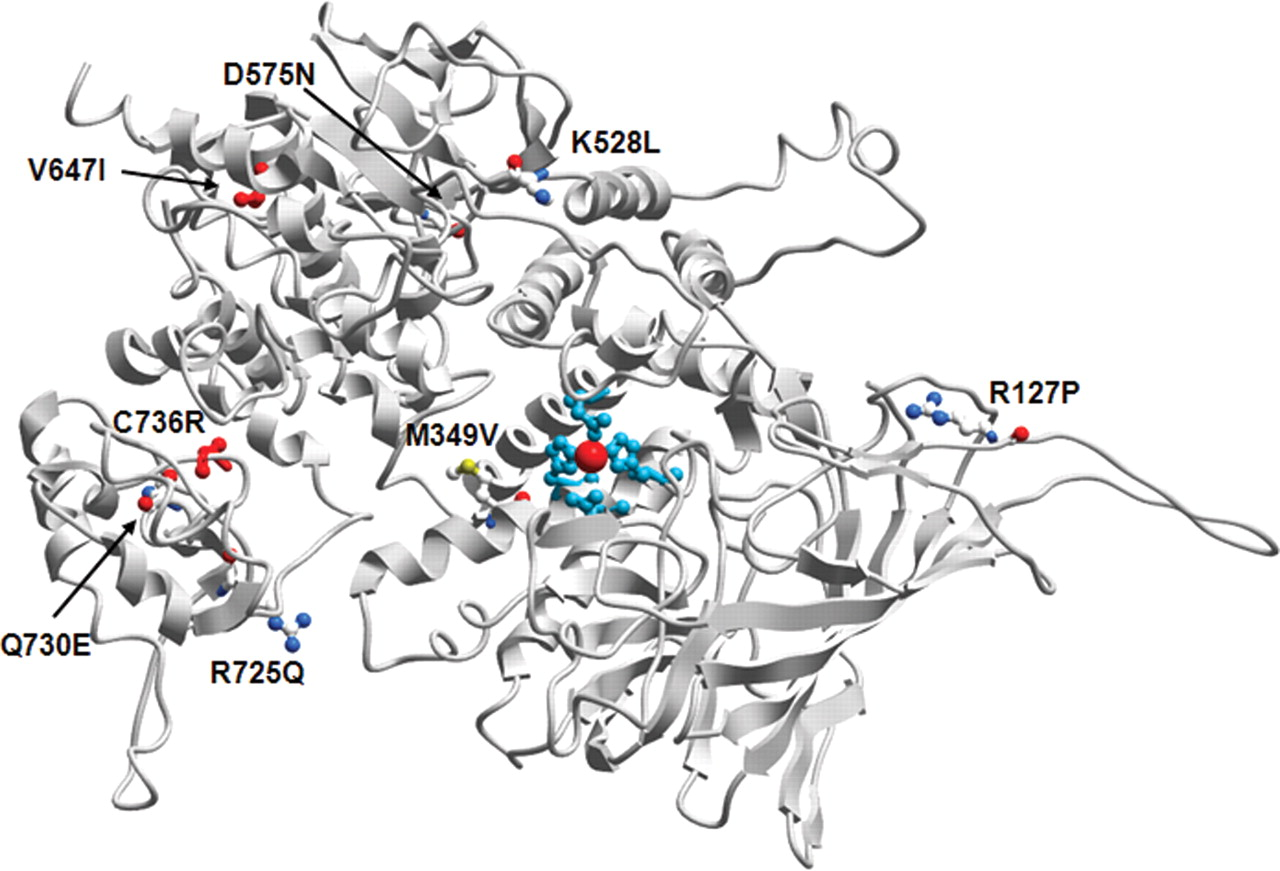 D575N
K528L
V647I
R127P
C736R
M349V
Q730E
R725Q